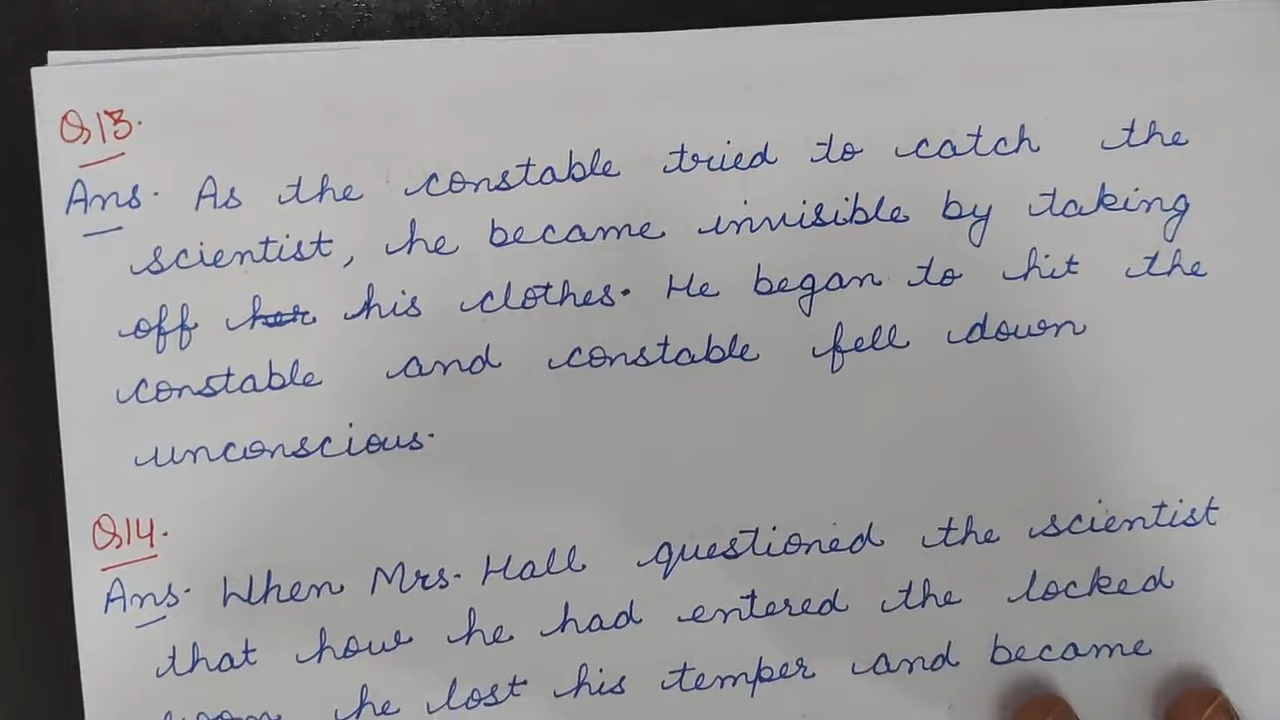 Q13.
Ans. As the constable tried to catch the
scientist, he became invisible by taking
off her his clothes. He began to hit the
constable and constable fell down
unconscious.
Q14.
Ans. When Mrs. Hall questioned the scientist
that how he had entered the locked
room he lost his temper and became